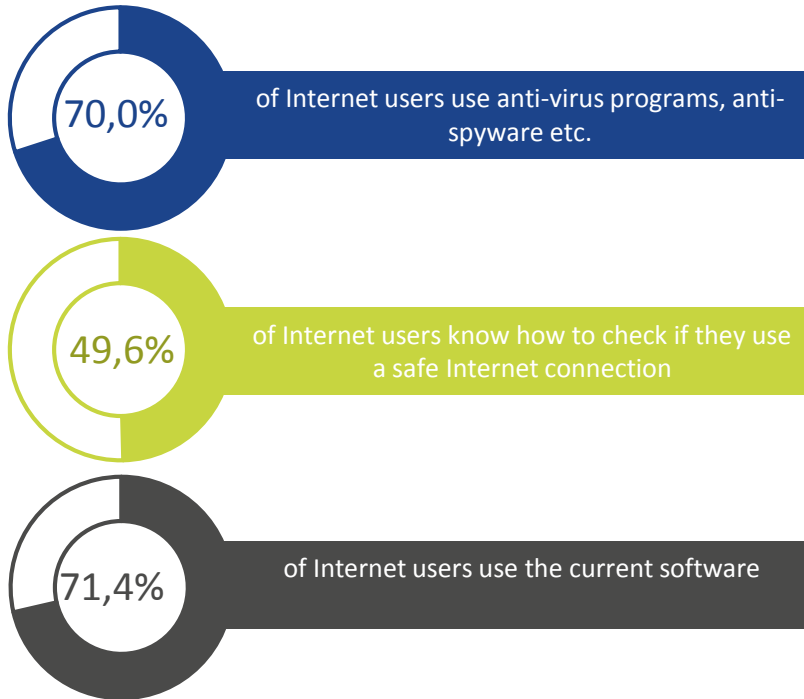 70,0%
of Internet users use anti-virus programs, anti-
spyware etc.
49,6%
of Internet users know how to check if they use
a safe Internet connection
71,4%
of Internet users use the current software